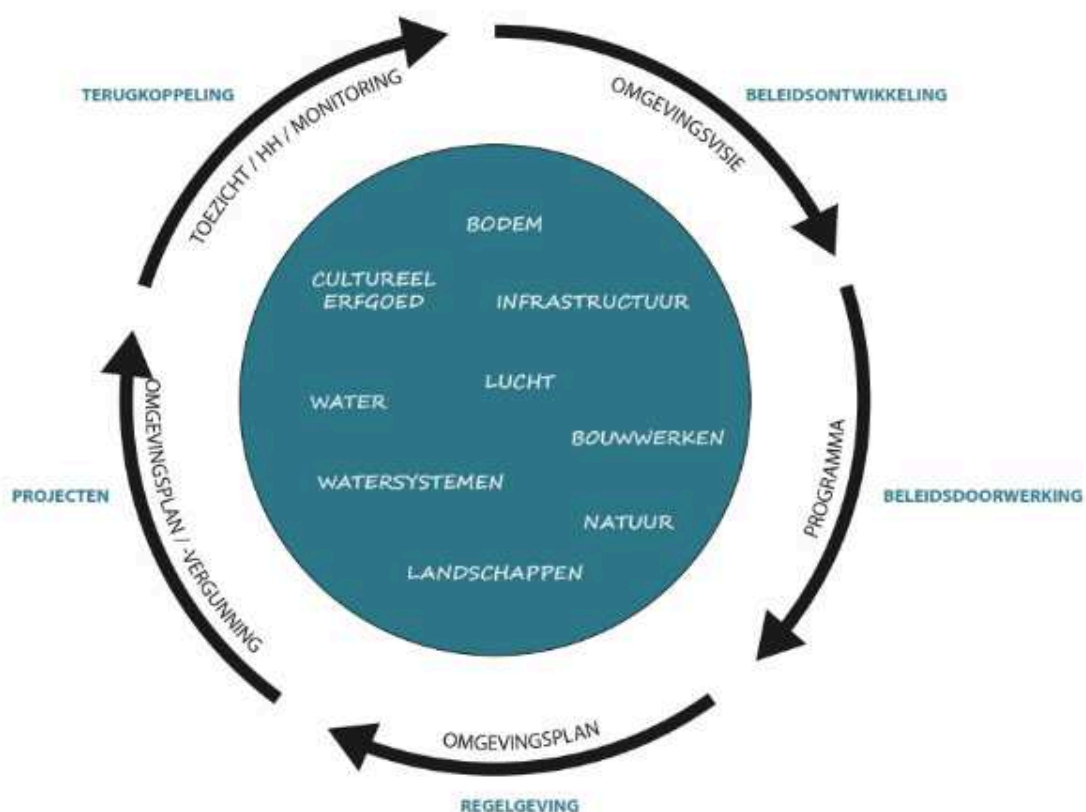 TERUGKOPPELING
TOEZICHT / HH / MONITORING
OMGEVINGSVISIE
BELEIDSONTWIKKELING
BODEM
CULTUREEL
ERFGOED
INFRASTRUCTUUR
LUCHT
WATER
BOUWWERKEN
WATERSYSTEMEN
NATUUR
LANDSCHAPPEN
PROGRAMMA
BELEIDSDOORWERKING
PROJECTEN
OMGEVINGSPLAN / -VERGUNNING
OMGEVINGSPLAN
REGELGEVING